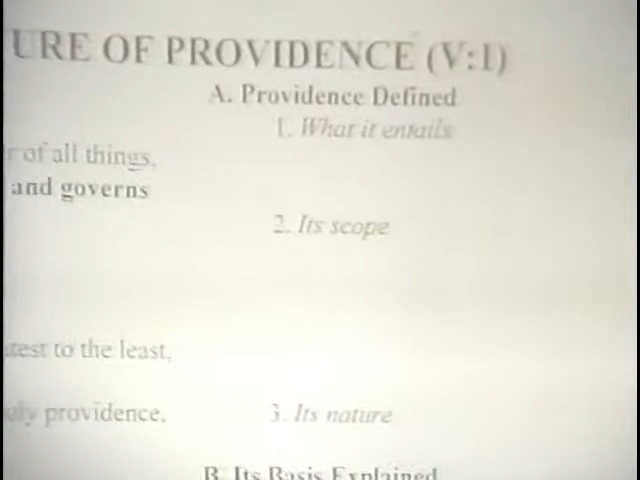 URE OF PROVIDENCE (V:1)
A. Providence Defined
1. What it entails
r of all things,
and governs
2. Its scope
test to the least,
oly providence,
3. Its nature
B. Its Basis Explained